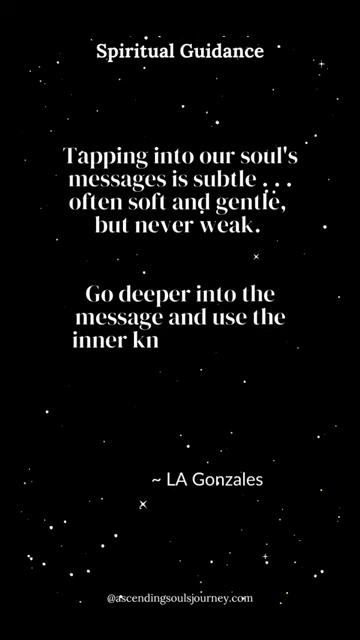 Spiritual Guidance
Tapping into our soul's
messages is subtle . . .
often soft and gentle,
but never weak.
Go deeper into the
message and use the
inner kn
~ LA Gonzales
@ascendingsoulsjourney.com